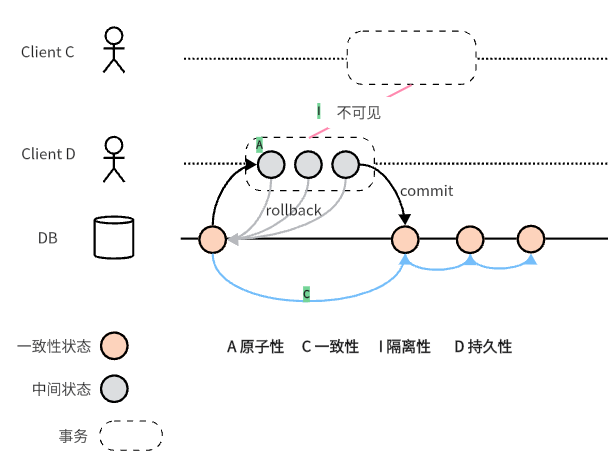 Client C
I 不可见
A
Client D
commit
rollback
DB
C
一致性状态
A 原子性 C 一致性 I 隔离性 D 持久性
中间状态
事务